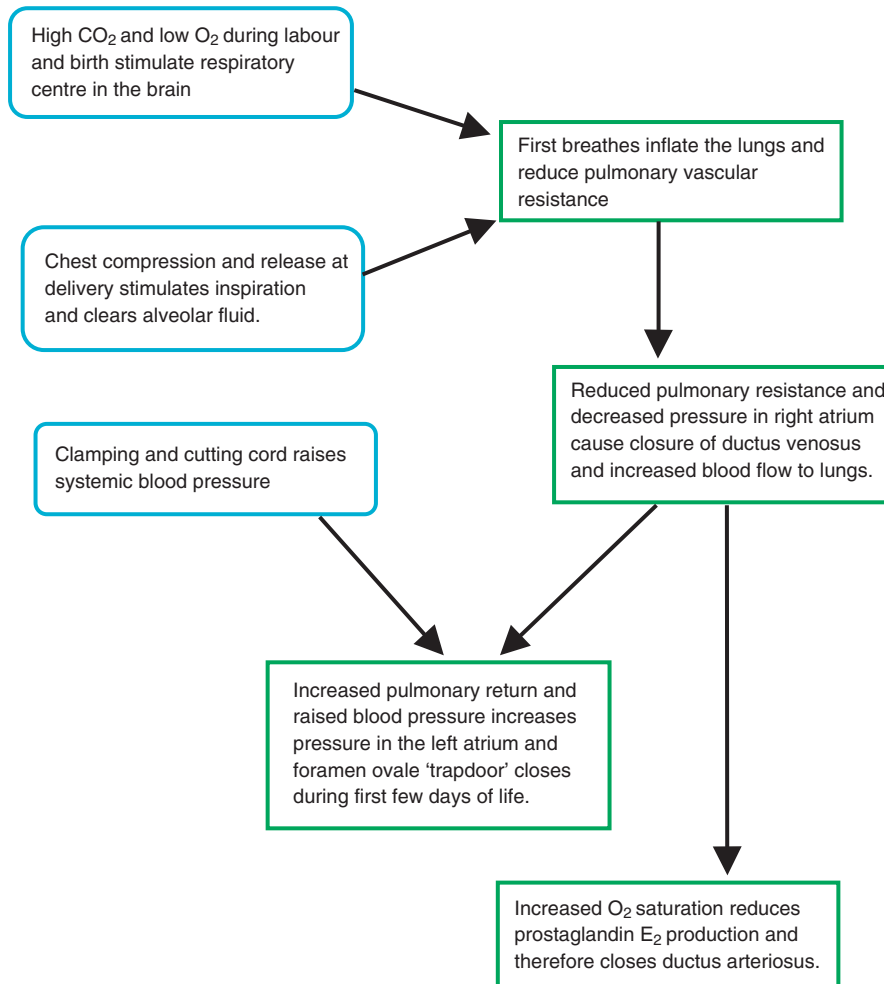 High CO₂ and low O₂ during labour
and birth stimulate respiratory
centre in the brain
First breathes inflate the lungs and
reduce pulmonary vascular
resistance
Chest compression and release at
delivery stimulates inspiration
and clears alveolar fluid.
Reduced pulmonary resistance and
decreased pressure in right atrium
cause closure of ductus venosus
and increased blood flow to lungs.
Clamping and cutting cord raises
systemic blood pressure
Increased pulmonary return and
raised blood pressure increases
pressure in the left atrium and
foramen ovale ‘trapdoor’ closes
during first few days of life.
Increased O₂ saturation reduces
prostaglandin E₂ production and
therefore closes ductus arteriosus.